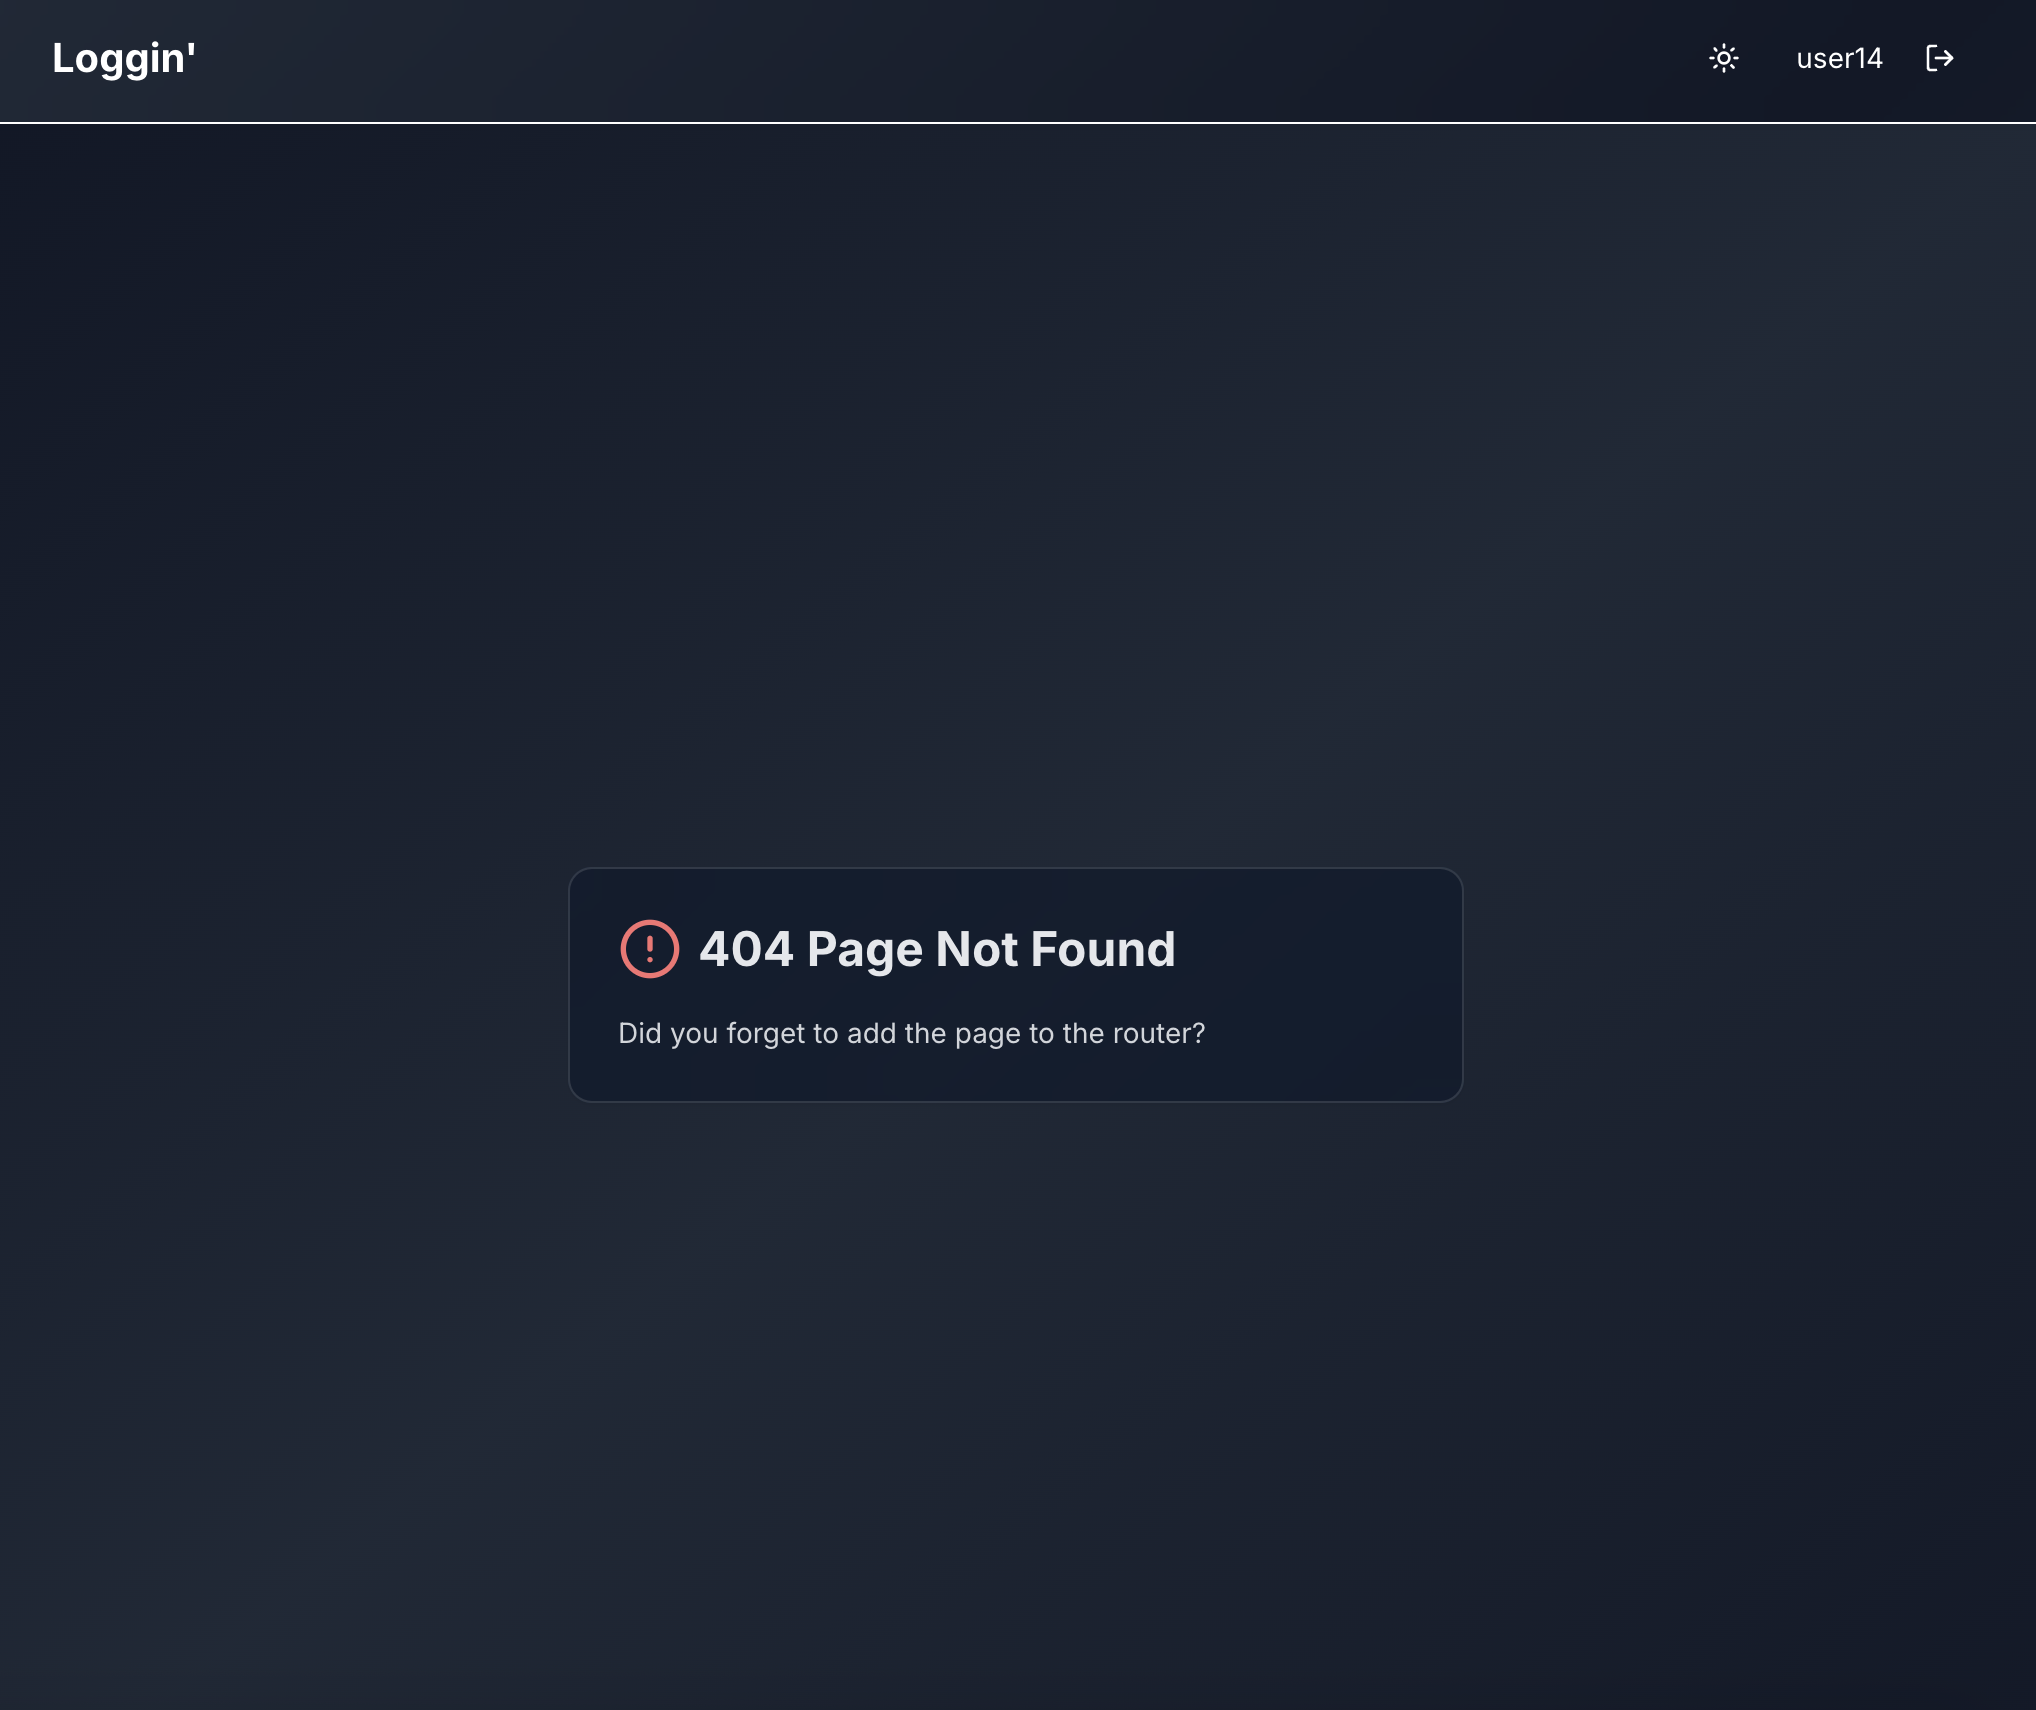 Loggin'
user14
404 Page Not Found
Did you forget to add the page to the router?